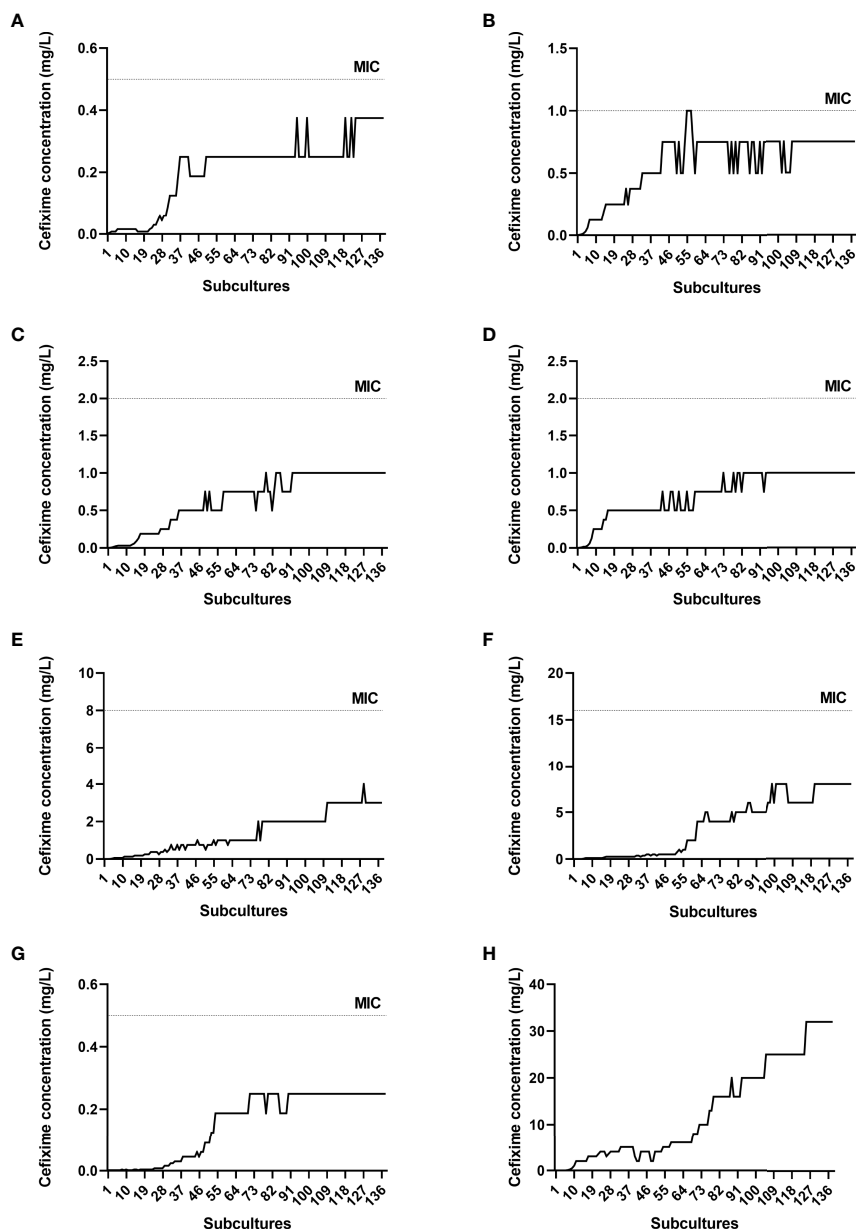 A
Cefixime concentration (mg/L)
0.6
0.4
0.2
0.0
MIC
1 10 19 28 37 46 55 64 73 82 91 100 109 118 127 136
Subcultures
B
Cefixime concentration (mg/L)
1.5
1.0
0.5
0.0
MIC
1 10 19 28 37 46 55 64 73 82 91 100 109 118 127 136
Subcultures
C
Cefixime concentration (mg/L)
2.5
2.0
1.5
1.0
0.5
0.0
MIC
1 10 19 28 37 46 55 64 73 82 91 100 109 118 127 136
Subcultures
D
Cefixime concentration (mg/L)
2.5
2.0
1.5
1.0
0.5
0.0
MIC
1 10 19 28 37 46 55 64 73 82 91 100 109 118 127 136
Subcultures
E
Cefixime concentration (mg/L)
10
8
6
4
2
0
MIC
1 10 19 28 37 46 55 64 73 82 91 100 109 118 127 136
Subcultures
F
Cefixime concentration (mg/L)
20
15
10
5
0
MIC
1 10 19 28 37 46 55 64 73 82 91 100 109 118 127 136
Subcultures
G
Cefixime concentration (mg/L)
0.6
0.4
0.2
0.0
MIC
1 10 19 28 37 46 55 64 73 82 91 100 109 118 127 136
Subcultures
H
Cefixime concentration (mg/L)
40
30
20
10
0
1 10 19 28 37 46 55 64 73 82 91 100 109 118 127 136
Subcultures